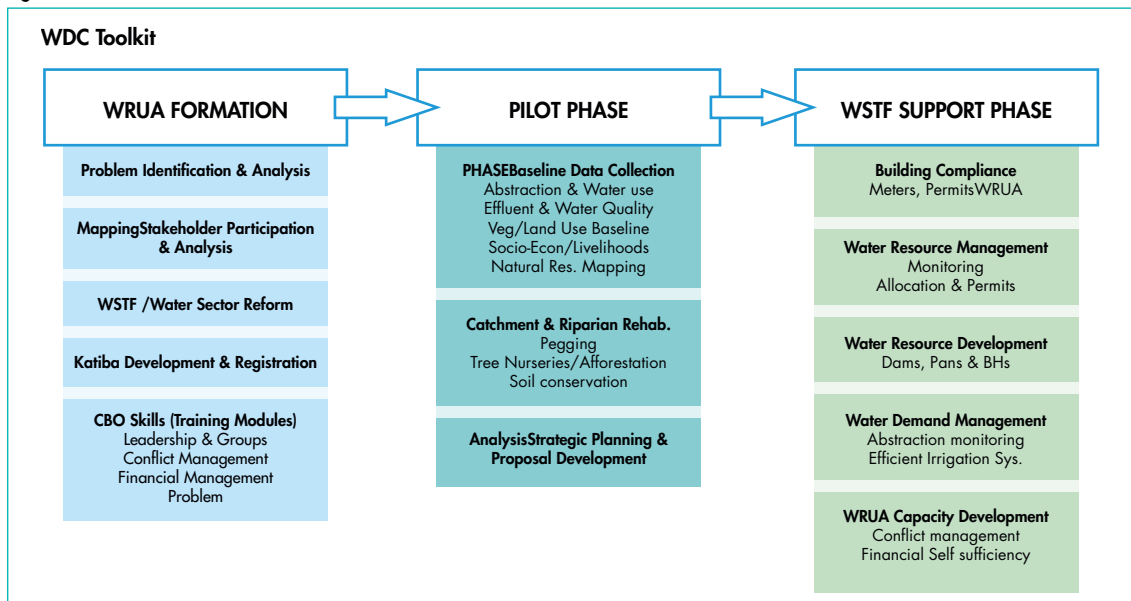 WDC Toolkit
WRUA FORMATION
Problem Identification & Analysis
MappingStakeholder Participation
& Analysis
WSTF /Water Sector Reform
Katiba Development & Registration
CBO Skills (Training Modules)
Leadership & Groups
Conflict Management
Financial Management
Problem
PILOT PHASE
PHASEBaseline Data Collection
Abstraction & Water use
Effluent & Water Quality
Veg/Land Use Baseline
Socio-Econ/Livelihoods
Natural Res. Mapping
Catchment & Riparian Rehab.
Pegging
Tree Nurseries/Afforestation
Soil conservation
AnalysisStrategic Planning &
Proposal Development
WSTF SUPPORT PHASE
Building Compliance
Meters, PermitsWRUA
Water Resource Management
Monitoring
Allocation & Permits
Water Resource Development
Dams, Pans & BHs
Water Demand Management
Abstraction monitoring
Efficient Irrigation Sys.
WRUA Capacity Development
Conflict management
Financial Self sufficiency